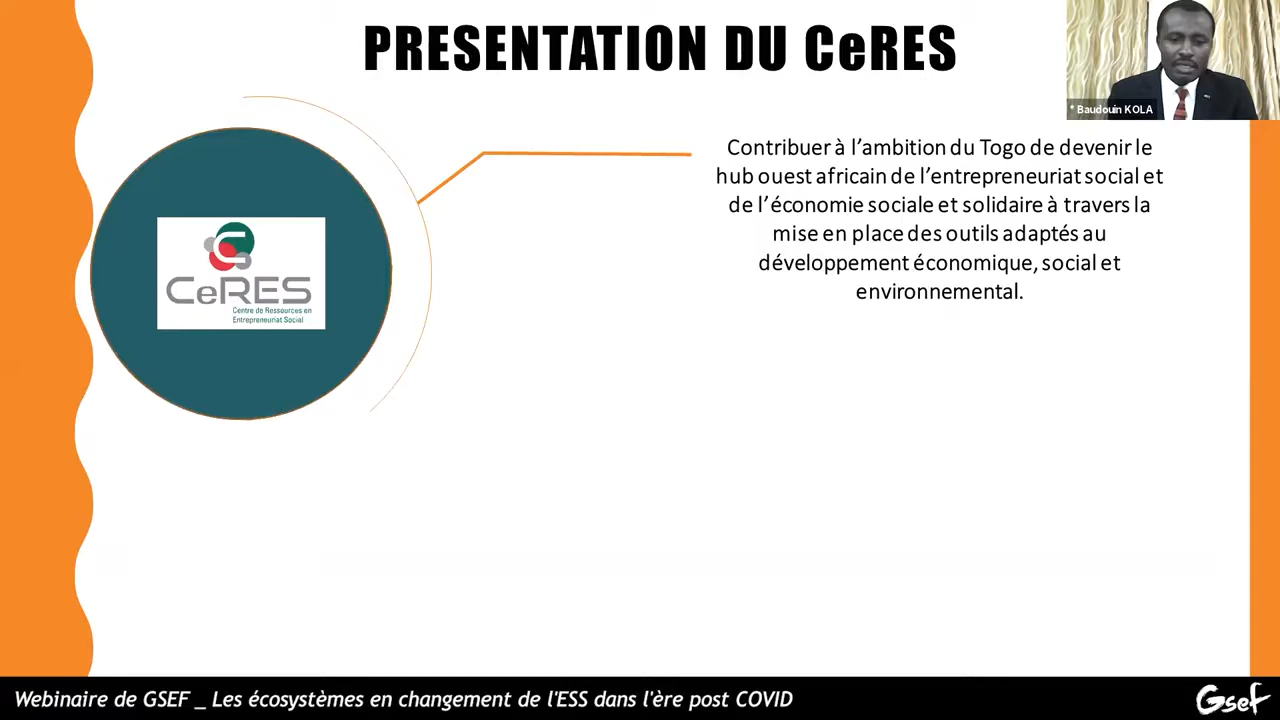 PRESENTATION DU CeRES
* Baudouin KOLA
Contribuer à l’ambition du Togo de devenir le
hub ouest africain de l’entrepreneuriat social et
de l’économie sociale et solidaire à travers la
mise en place des outils adaptés au
développement économique, social et
environnemental.
CeRES
Centre de Ressources en
Entrepreneuriat Social
Webinaire de GSEF _ Les écosystèmes en changement de l'ESS dans l'ère post COVID
Gsef